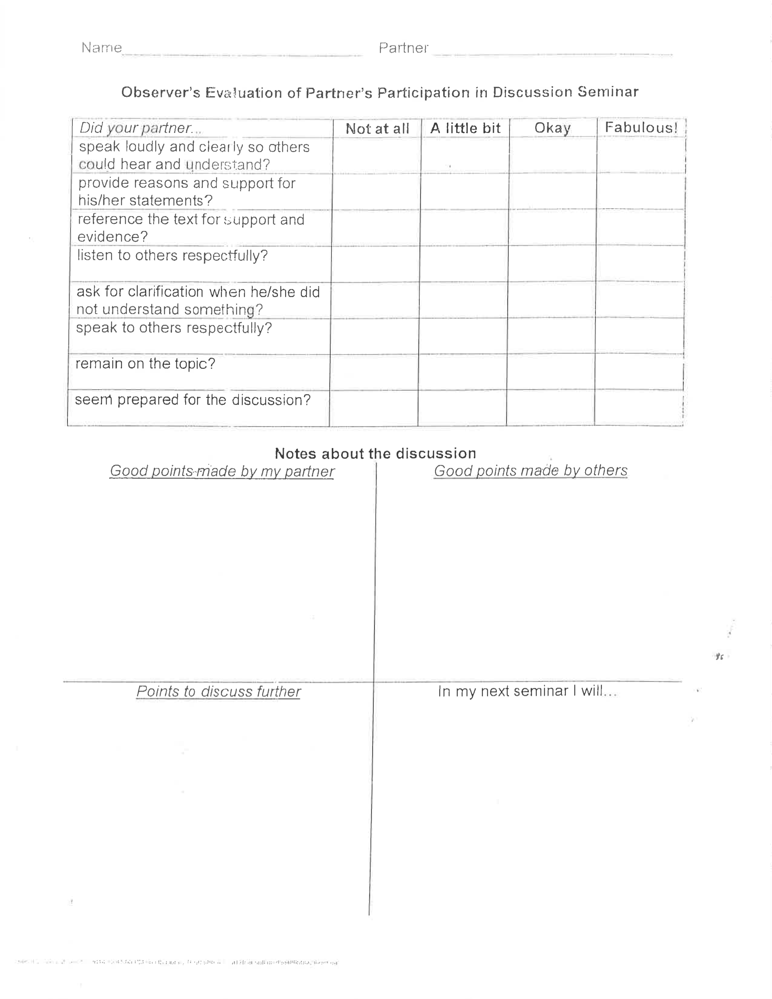 Name Partner
Observer's Evaluation of Partner's Participation in Discussion Seminar
Did your partner... Not at all A little bit Okay Fabulous!
speak loudly and clearly so others
could hear and understand?
provide reasons and support for
his/her statements?
reference the text for support and
evidence?
listen to others respectfully?
ask for clarification when he/she did
not understand something?
speak to others respectfully?
remain on the topic?
seem prepared for the discussion?
Notes about the discussion
Good points made by my partner Good points made by others
Points to discuss further In my next seminar I will...